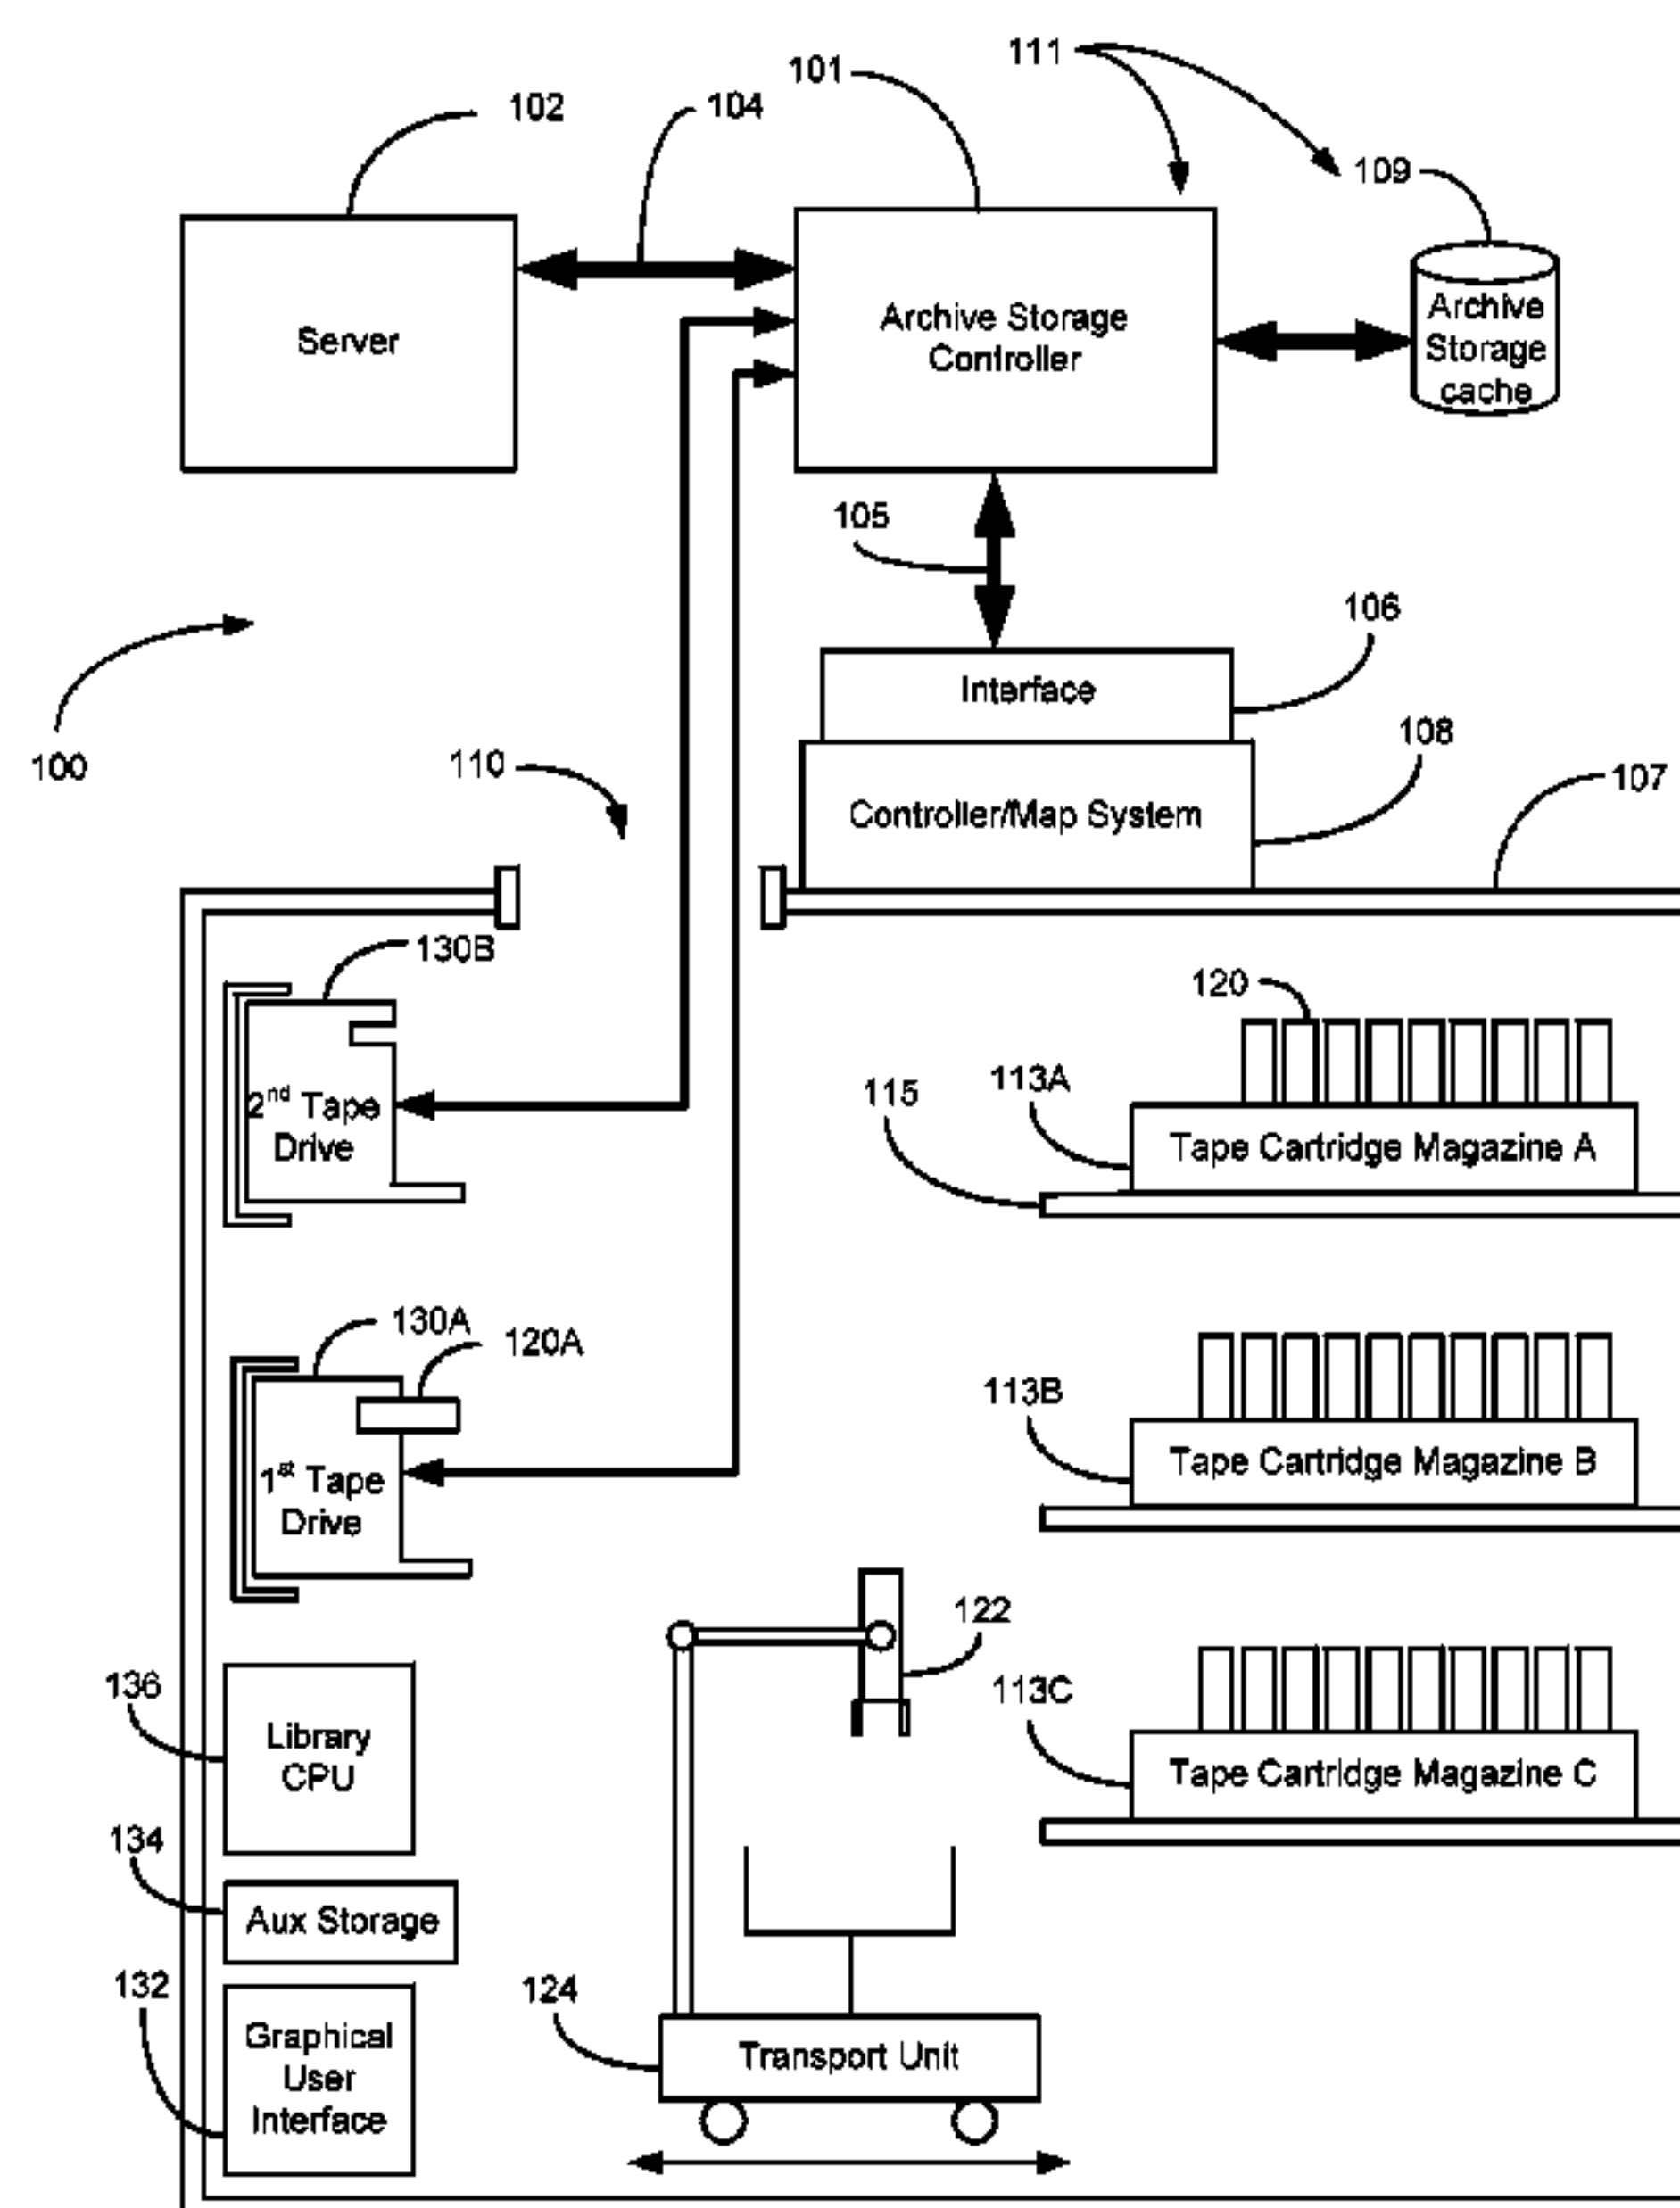 111
101
102
104
109
Server
Archive Storage
Controller
Archive
Storage
cache
105
106
Interface
108
100
110
107
Controller/Map System
130B
120
113A
115
2nd Tape
Drive
Tape Cartridge Magazine A
130A
120A
113B
1st Tape
Drive
Tape Cartridge Magazine B
122
136
113C
Library
CPU
Tape Cartridge Magazine C
134
Aux Storage
132
124
Graphical
User
Interface
Transport Unit